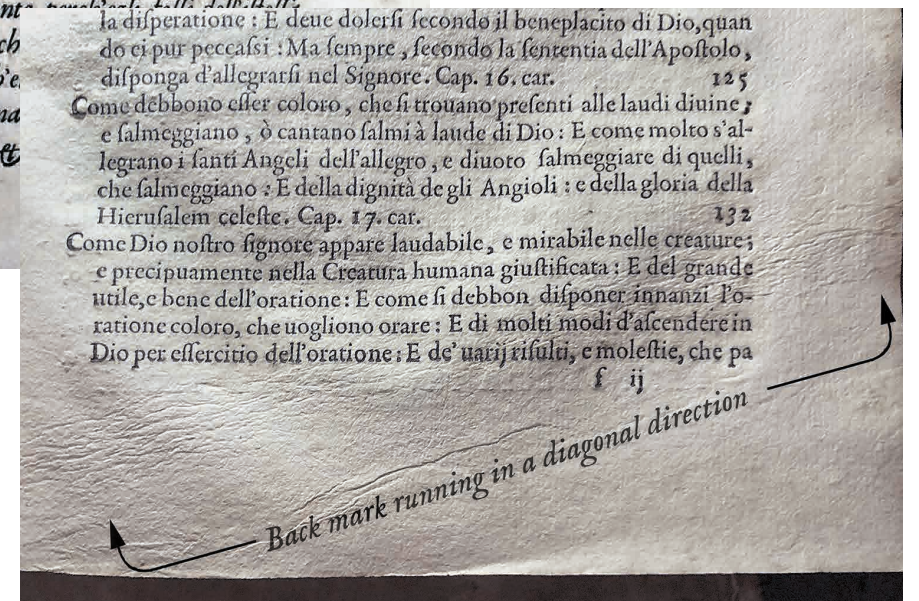 la disperatione : E deue dolersi secondo il beneplacito di Dio,quan
do ei pur peccassi : Ma sempre , secondo la sententia dell'Apostolo ,
disponga d'allegrarsi nel Signore. Cap. 16. car. 125
Come debbono esser coloro , che si trouano presenti alle laudi diuine ;
e salmeggiano , ò cantano salmi à laude di Dio : E come molto s'al-
legrano i santi Angeli dell'allegro , e diuoto salmeggiare di quelli ,
che salmeggiano : E della dignità de gli Angioli : e della gloria della
Hierusalem celeste. Cap. 17. car. 132
Come Dio nostro signore appare laudabile , e mirabile nelle creature ;
e precipuamente nella Creatura humana giustificata : E del grande
utile,e bene dell'oratione : E come si debbon disponer innanzi l'o-
ratione coloro, che uogliono orare : E di molti modi d'ascendere in
Dio per essercitio dell'oratione : E de' uarij risulti, e molestie, che pa
f ij
Back mark running in a diagonal direction